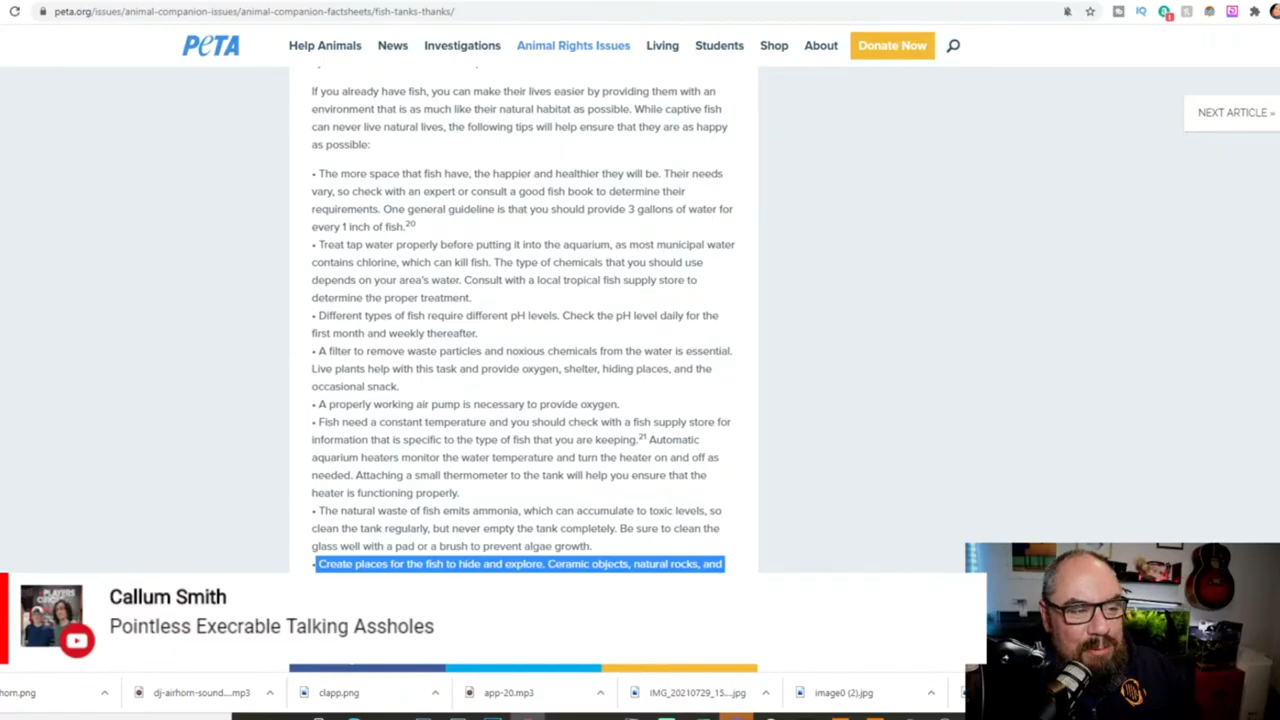 peta.org/issues/animal-companion-issues/animal-companion-factsheets/fish-tanks-thanks/
PETA
Help Animals
News
Investigations
Animal Rights Issues
Living
Students
Shop
About
Donate Now
NEXT ARTICLE »
If you already have fish, you can make their lives easier by providing them with an
environment that is as much like their natural habitat as possible. While captive fish
can never live natural lives, the following tips will help ensure that they are as happy
as possible:
• The more space that fish have, the happier and healthier they will be. Their needs
vary, so check with an expert or consult a good fish book to determine their
requirements. One general guideline is that you should provide 3 gallons of water for
every 1 inch of fish.20
• Treat tap water properly before putting it into the aquarium, as most municipal water
contains chlorine, which can kill fish. The type of chemicals that you should use
depends on your area's water. Consult with a local tropical fish supply store to
determine the proper treatment.
• Different types of fish require different pH levels. Check the pH level daily for the
first month and weekly thereafter.
• A filter to remove waste particles and noxious chemicals from the water is essential.
Live plants help with this task and provide oxygen, shelter, hiding places, and the
occasional snack.
• A properly working air pump is necessary to provide oxygen.
• Fish need a constant temperature and you should check with a fish supply store for
information that is specific to the type of fish that you are keeping.21 Automatic
aquarium heaters monitor the water temperature and turn the heater on and off as
needed. Attaching a small thermometer to the tank will help you ensure that the
heater is functioning properly.
• The natural waste of fish emits ammonia, which can accumulate to toxic levels, so
clean the tank regularly, but never empty the tank completely. Be sure to clean the
glass well with a pad or a brush to prevent algae growth.
• Create places for the fish to hide and explore. Ceramic objects, natural rocks, and
Callum Smith
Pointless Execrable Talking Assholes
horn.png
dj-airhorn-sound....mp3
clapp.png
app-20.mp3
IMG_20210729_15....jpg
image0 (2).jpg